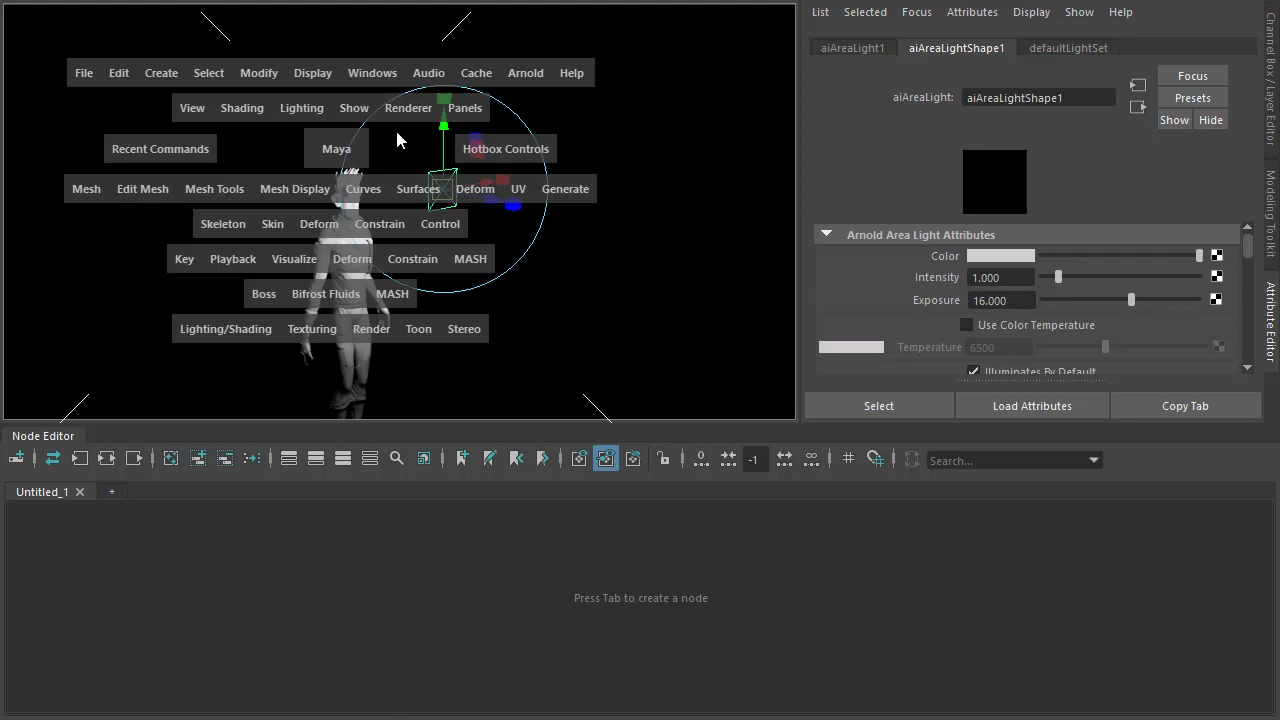 List Selected Focus Attributes Display Show Help
aiAreaLight1 aiAreaLightShape1 defaultLightSet
File Edit Create Select Modify Display Windows Audio Cache Arnold Help
View Shading Lighting Show Renderer Panels
Recent Commands Maya Hotbox Controls
Mesh Edit Mesh Mesh Tools Mesh Display Curves Surfaces Deform UV Generate
Skeleton Skin Deform Constrain Control
Key Playback Visualize Deform Constrain MASH
Boss Bifrost Fluids MASH
Lighting/Shading Texturing Render Toon Stereo
Focus
aiAreaLight: aiAreaLightShape1
Presets
Show Hide
Arnold Area Light Attributes
Color
Intensity 1.000
Exposure 16.000
Use Color Temperature
Temperature 6500
Illuminates By Default
Select Load Attributes Copy Tab
Channel Box / Layer Editor
Modeling Toolkit
Attribute Editor
Node Editor
-1
0
Search...
Untitled_1
+
Press Tab to create a node